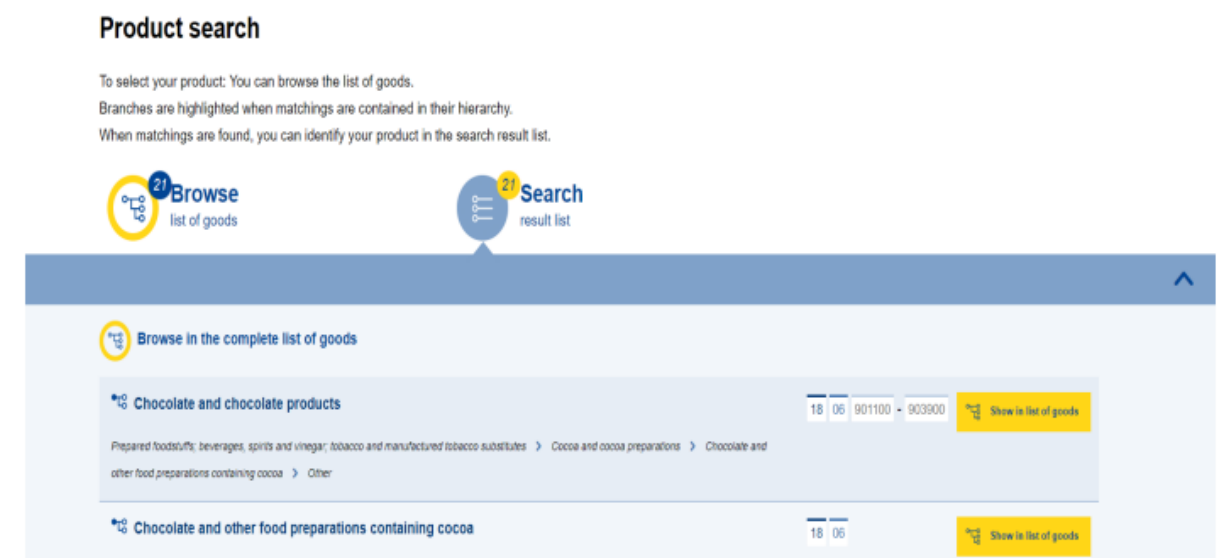 Product search
To select your product: You can browse the list of goods.
Branches are highlighted when matchings are contained in their hierarchy.
When matchings are found, you can identify your product in the search result list.
21 Browse
list of goods
21 Search
result list
Browse in the complete list of goods
Chocolate and chocolate products
18 06 901100 - 903900
Show in list of goods
Prepared foodstuffs; beverages, spirits and vinegar; tobacco and manufactured tobacco substitutes > Cocoa and cocoa preparations > Chocolate and
other food preparations containing cocoa > Other
Chocolate and other food preparations containing cocoa
18 06
Show in list of goods